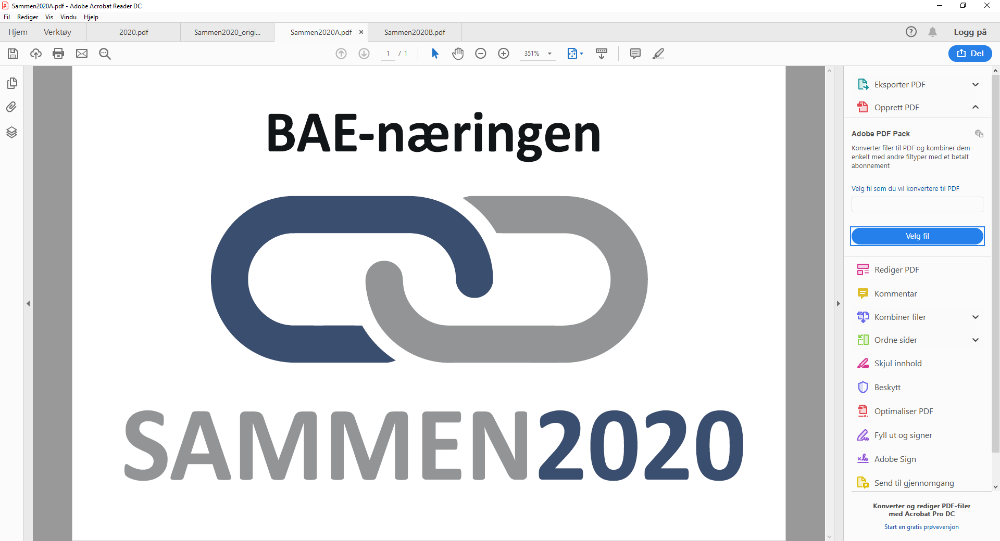 Sammen2020A.pdf - Adobe Acrobat Reader DC
Fil Rediger Vis Vindu Hjelp
Hjem Verktøy 2020.pdf Sammen2020_origi... Sammen2020A.pdf × Sammen2020B.pdf ? Logg på
1 / 1 351% Del
BAE-næringen
SAMMEN2020
Eksporter PDF
Opprett PDF
Adobe PDF Pack
Konverter filer til PDF og kombiner dem
enkelt med andre filtyper med et betalt
abonnement
Velg fil som du vil konvertere til PDF
Velg fil
Rediger PDF
Kommentar
Kombiner filer
Ordne sider
Skjul innhold
Beskytt
Optimaliser PDF
Fyll ut og signer
Adobe Sign
Send til gjennomgang
Konverter og rediger PDF-filer
med Acrobat Pro DC
Start en gratis prøveversjon